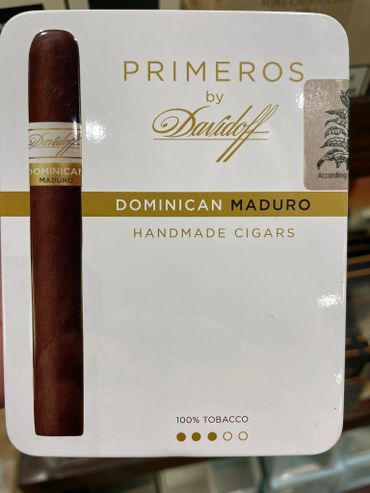 PRIMEROS
by
Davidoff
Davidoff
DOMINICAN
MADURO
According
DOMINICAN MADURO
HANDMADE CIGARS
100% TOBACCO